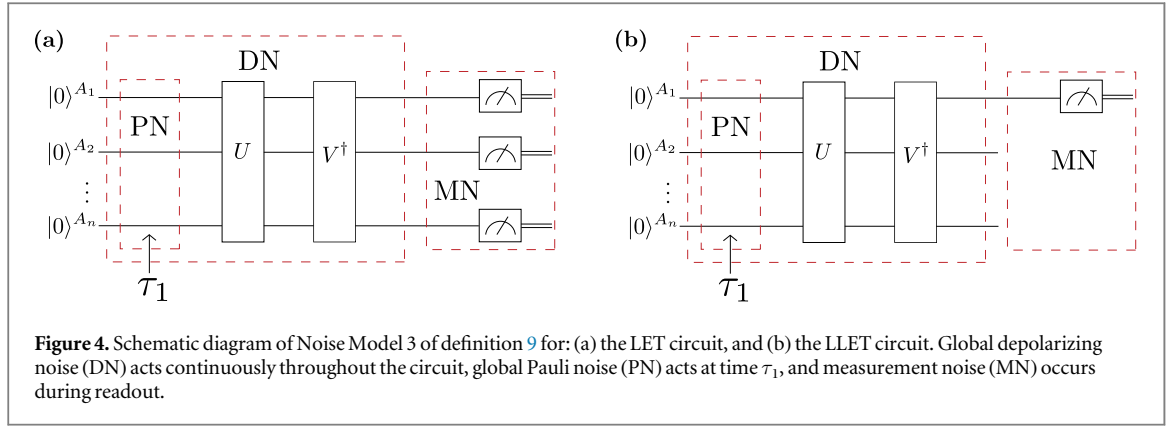 (a)
DN
|0⟩^{A_1}
PN
|0⟩^{A_2}
U
V^†
⋮
MN
|0⟩^{A_n}
τ_1
(b)
DN
|0⟩^{A_1}
PN
|0⟩^{A_2}
U
V^†
MN
⋮
|0⟩^{A_n}
τ_1
Figure 4. Schematic diagram of Noise Model 3 of definition 9 for: (a) the LET circuit, and (b) the LLET circuit. Global depolarizing
noise (DN) acts continuously throughout the circuit, global Pauli noise (PN) acts at time τ_1, and measurement noise (MN) occurs
during readout.